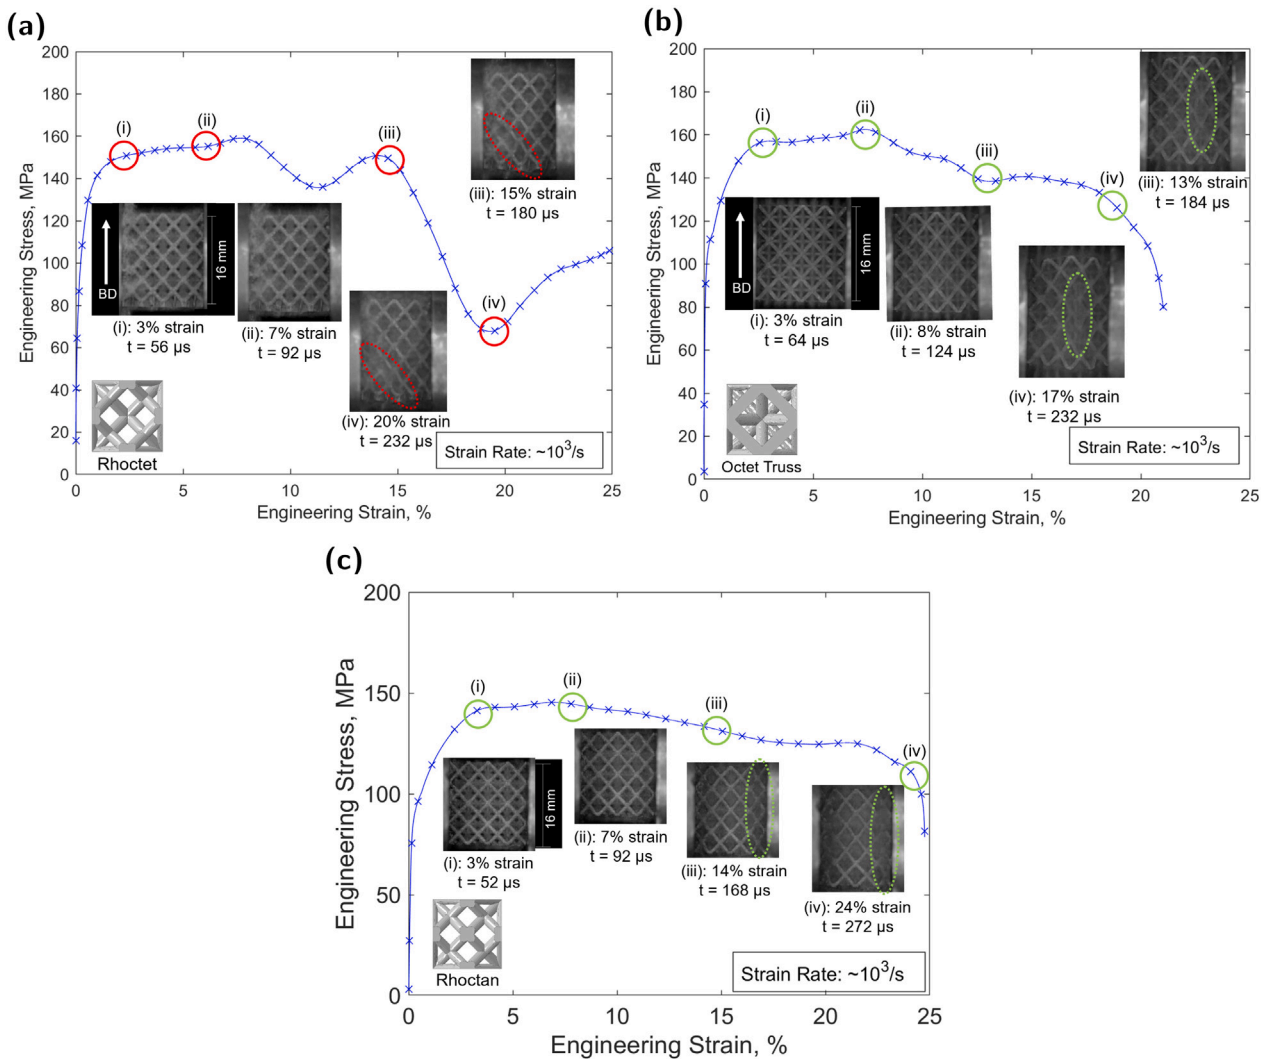 (a)
200
180
160
140
120
100
80
60
40
20
0
Engineering Stress, MPa
0
5
10
15
20
25
Engineering Strain, %
(i)
(ii)
(iii)
(iv)
BD
16 mm
(i): 3% strain
t = 56 µs
(ii): 7% strain
t = 92 µs
(iii): 15% strain
t = 180 µs
(iv): 20% strain
t = 232 µs
Rhoctet
Strain Rate: ~10³/s
(b)
200
180
160
140
120
100
80
60
40
20
0
Engineering Stress, MPa
0
5
10
15
20
25
Engineering Strain, %
(i)
(ii)
(iii)
(iv)
BD
16 mm
(i): 3% strain
t = 64 µs
(ii): 8% strain
t = 124 µs
(iii): 13% strain
t = 184 µs
(iv): 17% strain
t = 232 µs
Octet Truss
Strain Rate: ~10³/s
(c)
200
150
100
50
0
Engineering Stress, MPa
0
5
10
15
20
25
Engineering Strain, %
(i)
(ii)
(iii)
(iv)
16 mm
(i): 3% strain
t = 52 µs
(ii): 7% strain
t = 92 µs
(iii): 14% strain
t = 168 µs
(iv): 24% strain
t = 272 µs
Rhoctan
Strain Rate: ~10³/s